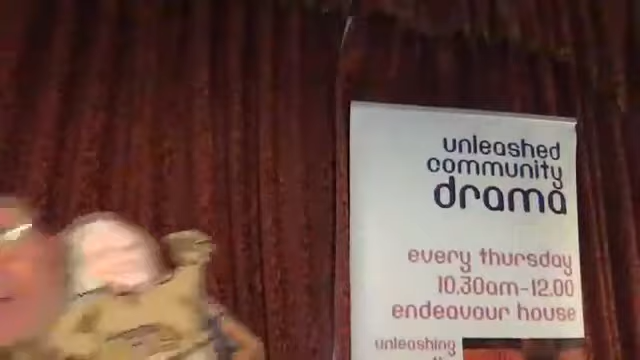 unleashed
community
drama
every thursday
10.30am-12.00
endeavour house
unleashing